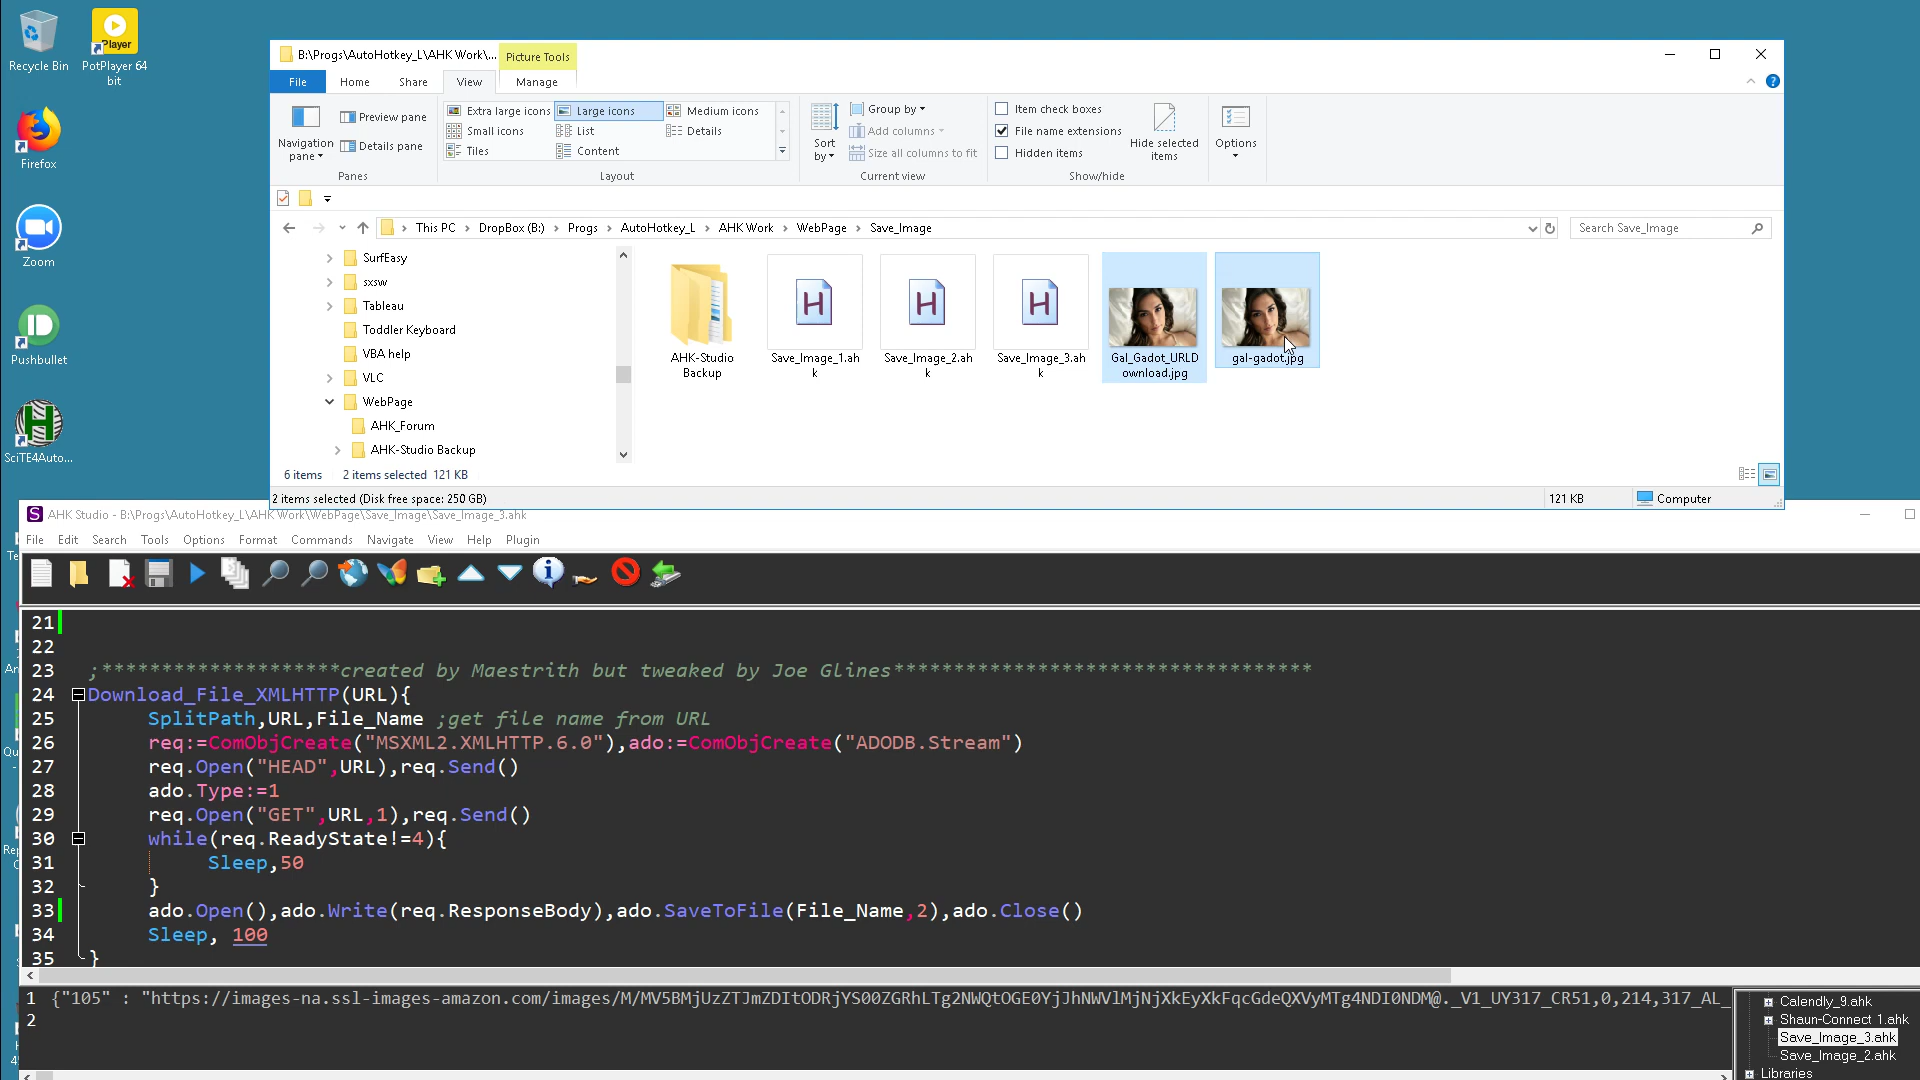 Recycle Bin
Player
PotPlayer 64
bit
Firefox
Zoom
Pushbullet
SciTE4Auto...
B:\Progs\AutoHotkey_L\AHK Work\...
Picture Tools
File
Home
Share
View
Manage
Navigation
pane
Preview pane
Details pane
Panes
Extra large icons
Large icons
Medium icons
Small icons
List
Details
Tiles
Content
Layout
Sort
by
Group by
Add columns
Size all columns to fit
Current view
Item check boxes
File name extensions
Hidden items
Hide selected
items
Show/hide
Options
This PC > DropBox (B:) > Progs > AutoHotkey_L > AHK Work > WebPage > Save_Image
Search Save_Image
SurfEasy
sxsw
Tableau
Toddler Keyboard
VBA help
VLC
WebPage
AHK_Forum
AHK-Studio Backup
AHK-Studio
Backup
Save_Image_1.ah
k
Save_Image_2.ah
k
Save_Image_3.ah
k
Gal_Gadot_URLD
ownload.jpg
gal-gadot.jpg
6 items
2 items selected 121 KB
2 items selected (Disk free space: 250 GB)
121 KB
Computer
AHK Studio - B:\Progs\AutoHotkey_L\AHK Work\WebPage\Save_Image\Save_Image_3.ahk
File Edit Search Tools Options Format Commands Navigate View Help Plugin
21
22
23 ;********************created by Maestrith but tweaked by Joe Glines***********************************
24 Download_File_XMLHTTP(URL){
25 SplitPath,URL,File_Name ;get file name from URL
26 req:=ComObjCreate("MSXML2.XMLHTTP.6.0"),ado:=ComObjCreate("ADODB.Stream")
27 req.Open("HEAD",URL),req.Send()
28 ado.Type:=1
29 req.Open("GET",URL,1),req.Send()
30 while(req.ReadyState!=4){
31 Sleep,50
32 }
33 ado.Open(),ado.Write(req.ResponseBody),ado.SaveToFile(File_Name,2),ado.Close()
34 Sleep, 100
35 }
1 {"105" : "https://images-na.ssl-images-amazon.com/images/M/MV5BMjUzZTJmZDItODRjYS00ZGRhLTg2NWQtOGE0YjJhNWVlMjNjXkEyXkFqcGdeQXVyMTg4NDI0NDM@._V1_UY317_CR51,0,214,317_AL_
2
Calendly_9.ahk
Shaun-Connect 1.ahk
Save_Image_3.ahk
Save_Image_2.ahk
Libraries